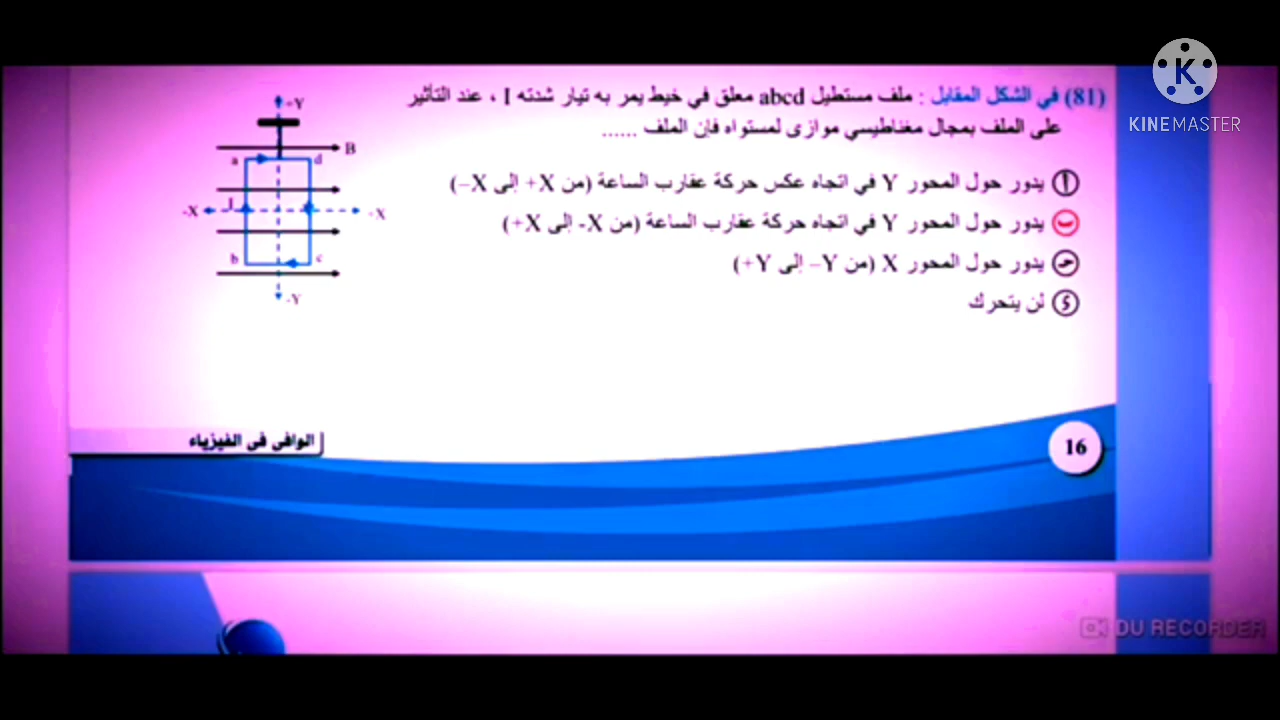 K
KINEMASTER
(81) في الشكل المقابل : ملف مستطيل abcd معلق في خيط يمر به تيار شدته I ، عند التأثير
على الملف بمجال مغناطيسي موازى لمستواه فإن الملف ......
أ يدور حول المحور Y في اتجاه عكس حركة عقارب الساعة (من X+ إلى X–)
ب يدور حول المحور Y في اتجاه حركة عقارب الساعة (من X- إلى X+)
جـ يدور حول المحور X (من Y– إلى Y+)
د لن يتحرك
Y
B
a
d
I
-X
X
b
c
-Y
الوافي في الفيزياء
16
DU RECORDER